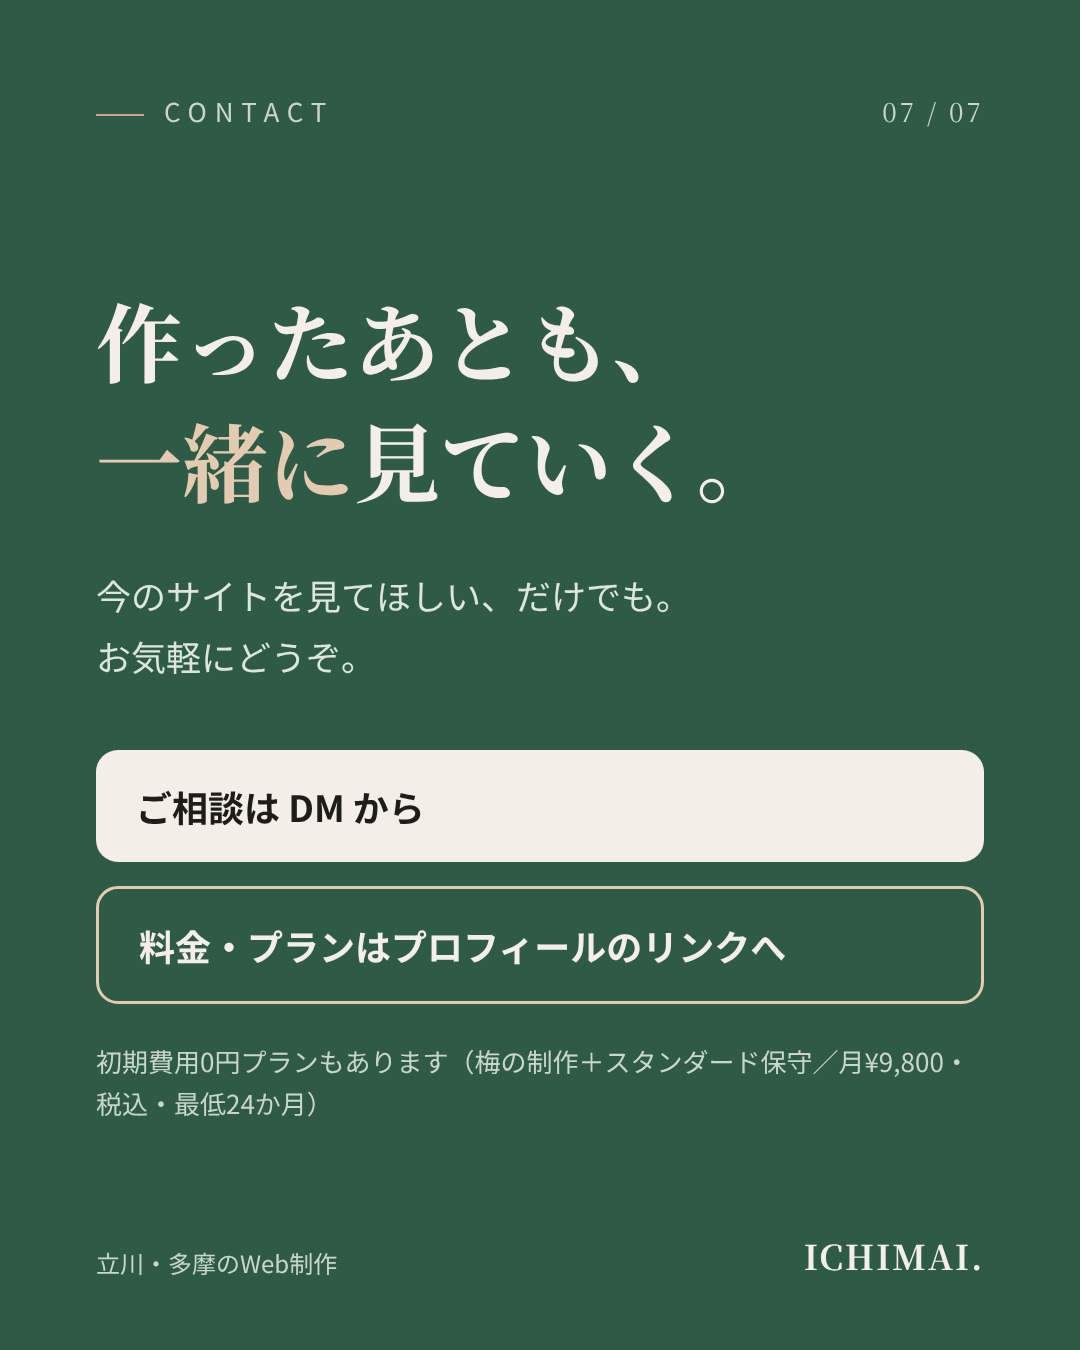 CONTACT
07 / 07
作ったあとも、
一緒に見ていく。
今のサイトを見てほしい、だけでも。
お気軽にどうぞ。
ご相談は DM から
料金・プランはプロフィールのリンクへ
初期費用0円プランもあります（梅の制作＋スタンダード保守／月¥9,800・
税込・最低24か月）
立川・多摩のWeb制作
ICHIMAI.